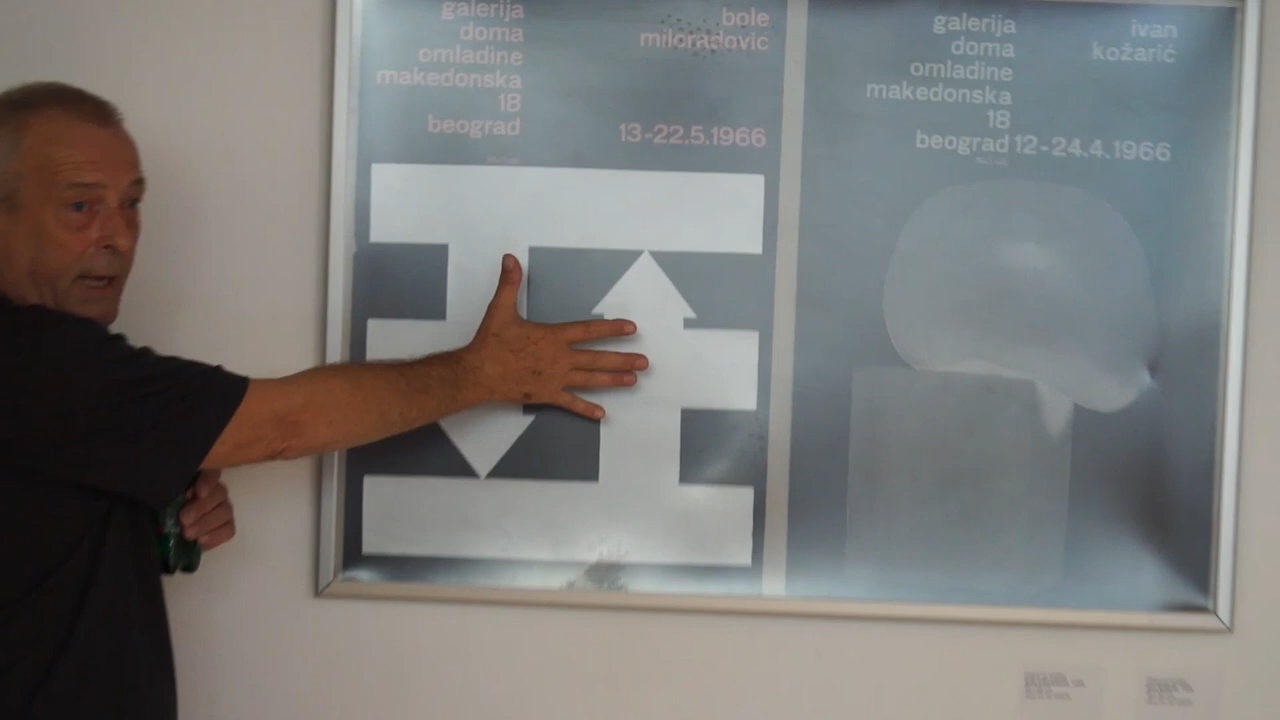 galerija
doma
omladine
makedonska
18
beograd
bole
miloradovic
13-22.5.1966
galerija
doma
omladine
makedonska
18
beograd
ivan
kožarić
12-24.4.1966